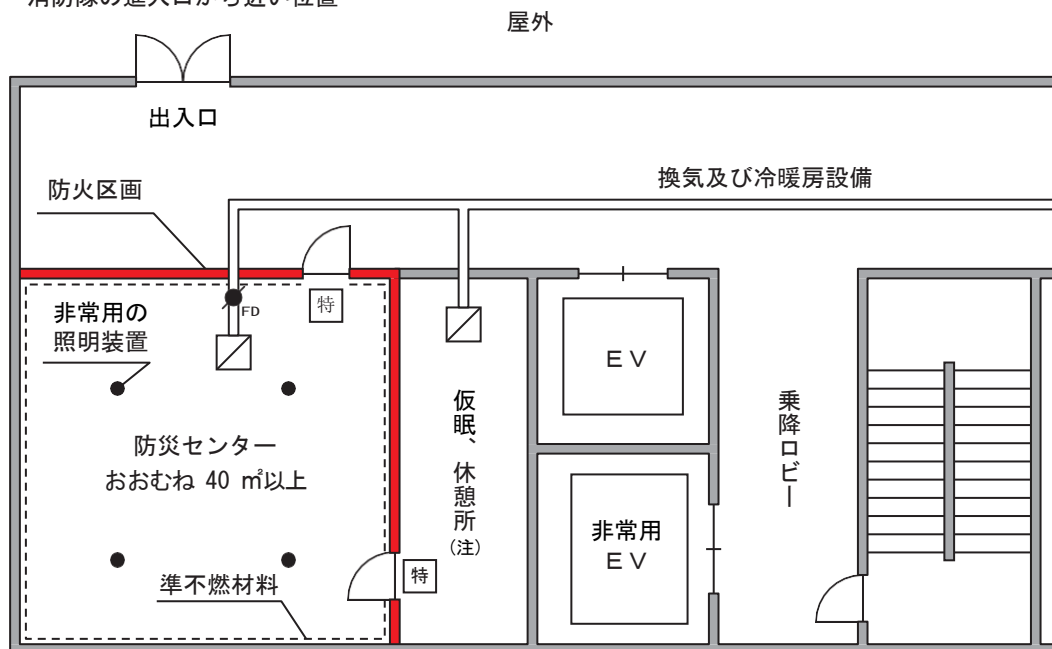 消防隊の進入口から近い位置
屋外
出入口
防火区画
換気及び冷暖房設備
非常用の
照明装置
FD
特
防災センター
おおむね 40 ㎡以上
準不燃材料
特
仮眠、休憩所
(注)
EV
非常用
EV
乗降ロビー